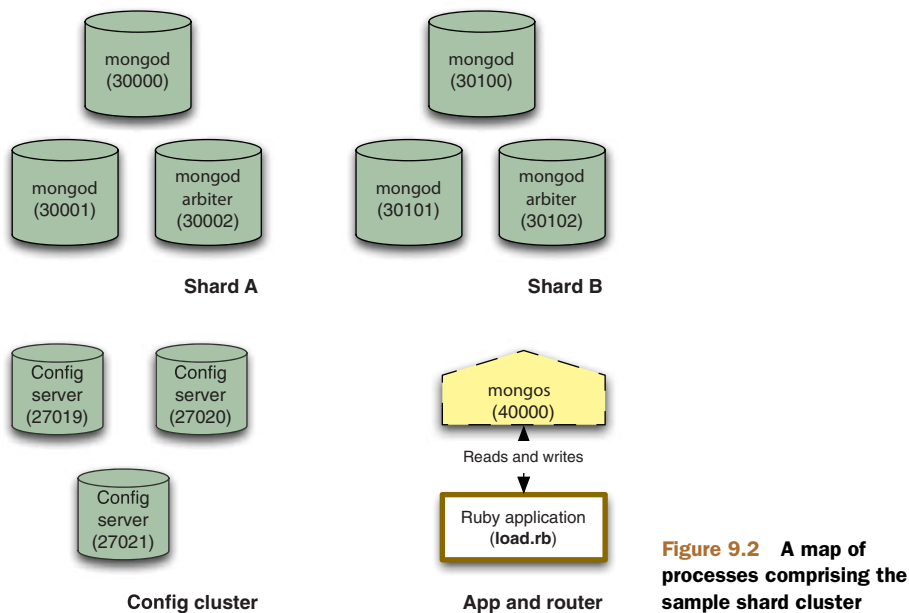 mongod
(30000)
mongod
(30001)
mongod
arbiter
(30002)
Shard A
mongod
(30100)
mongod
(30101)
mongod
arbiter
(30102)
Shard B
Config
server
(27019)
Config
server
(27020)
Config
server
(27021)
Config cluster
mongos
(40000)
Reads and writes
Ruby application
(load.rb)
App and router
Figure 9.2 A map of
processes comprising the
sample shard cluster